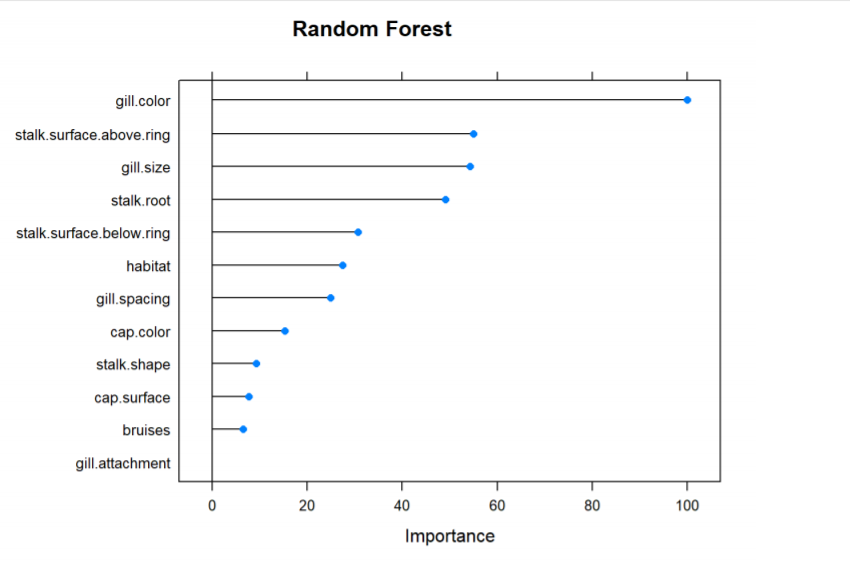 Random Forest
gill.color
stalk.surface.above.ring
gill.size
stalk.root
stalk.surface.below.ring
habitat
gill.spacing
cap.color
stalk.shape
cap.surface
bruises
gill.attachment
0 20 40 60 80 100
Importance